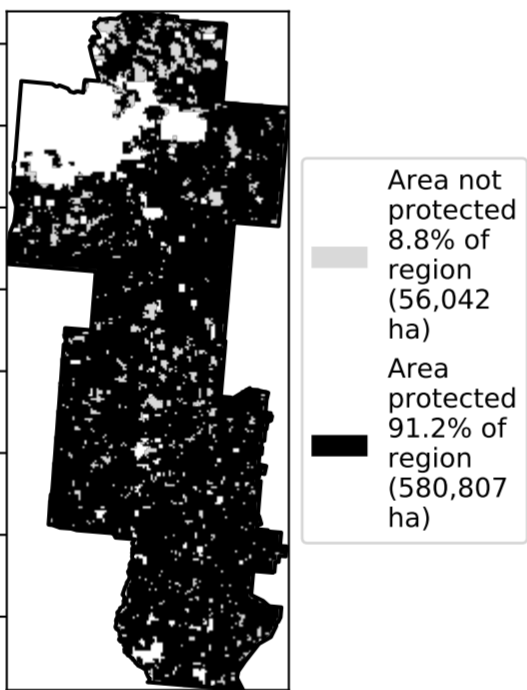 Area not
protected
8.8% of
region
(56,042
ha)
Area
protected
91.2% of
region
(580,807
ha)